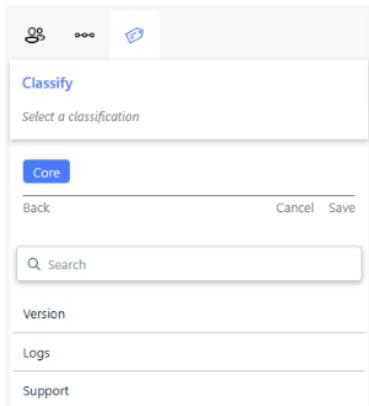 Classify
Select a classification
Core
Back Cancel Save
Search
Version
Logs
Support